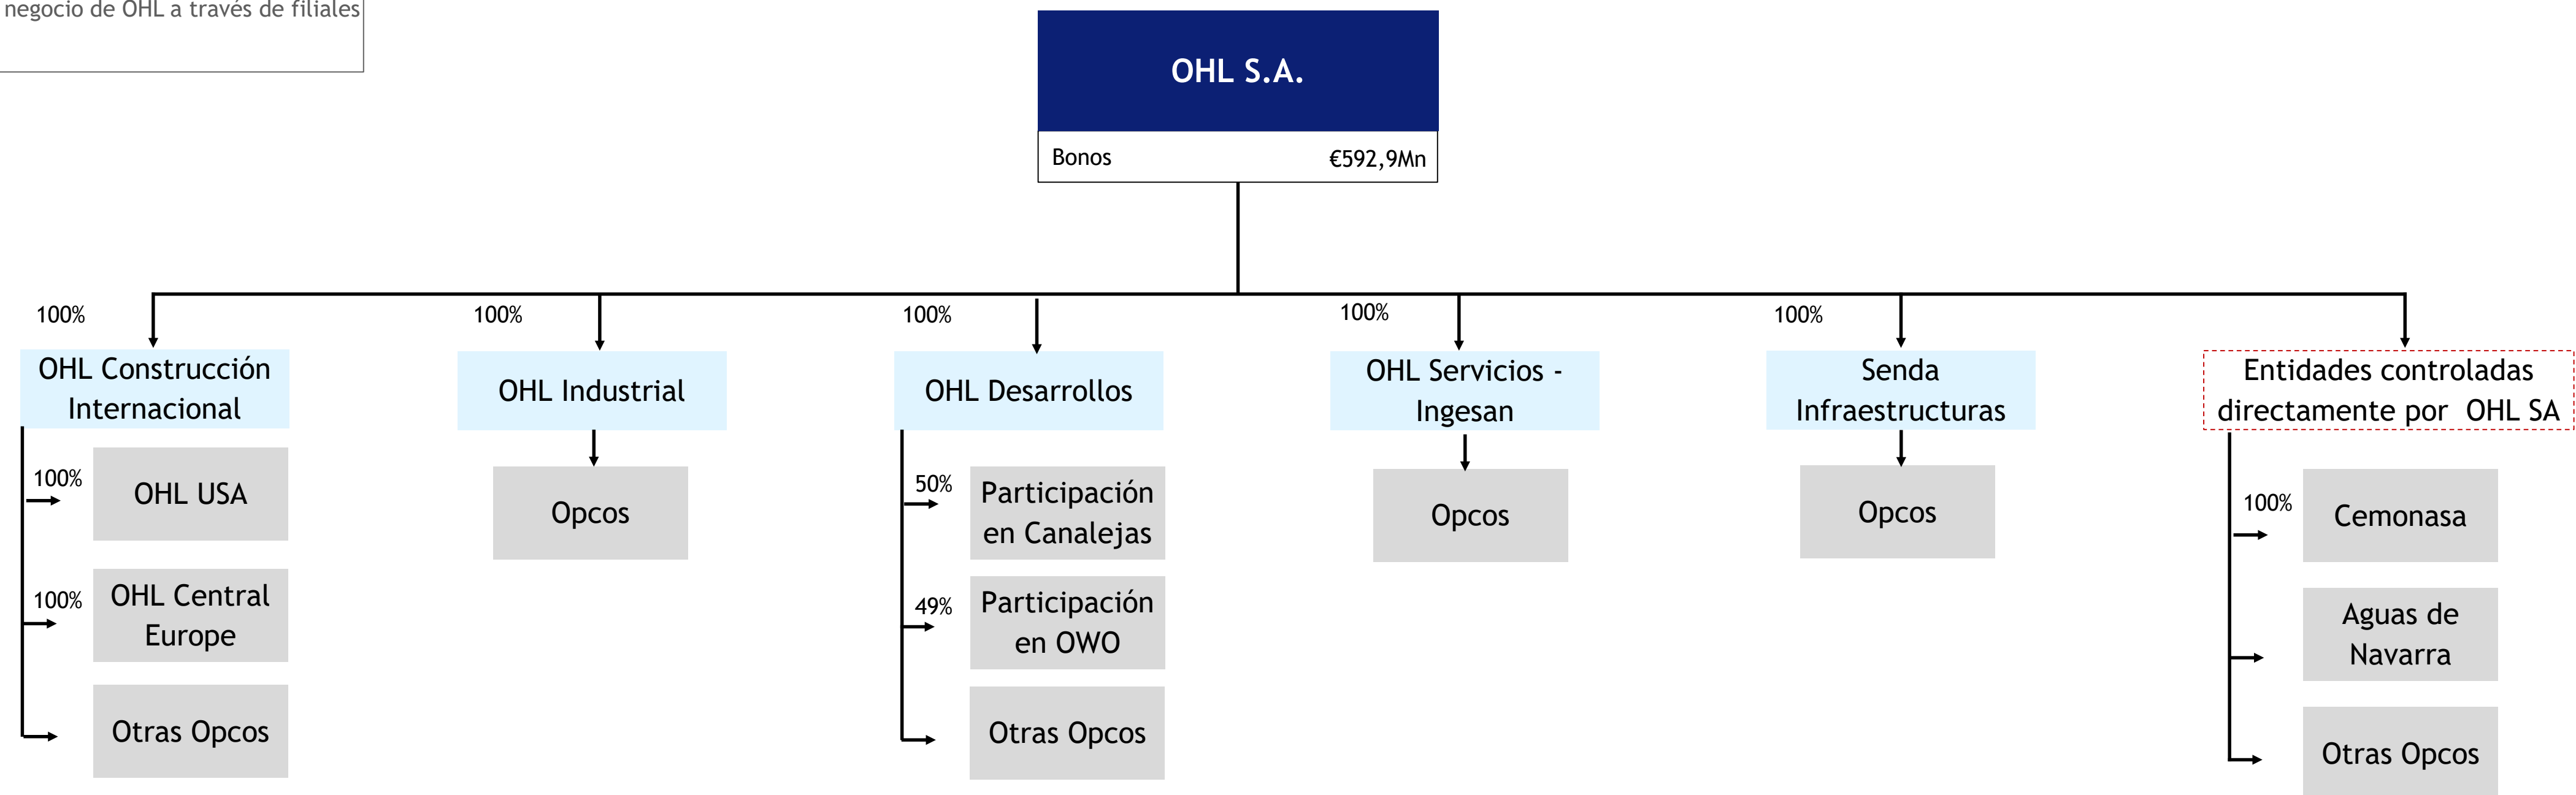 negocio de OHL a través de filiales
OHL S.A.
Bonos €592,9Mn
100%
100%
100%
100%
100%
OHL Construcción
Internacional
OHL Industrial
OHL Desarrollos
OHL Servicios -
Ingesan
Senda
Infraestructuras
Entidades controladas
directamente por OHL SA
100%
OHL USA
100%
OHL Central
Europe
Otras Opcos
Opcos
50%
Participación
en Canalejas
49%
Participación
en OWO
Otras Opcos
Opcos
Opcos
100%
Cemonasa
Aguas de
Navarra
Otras Opcos